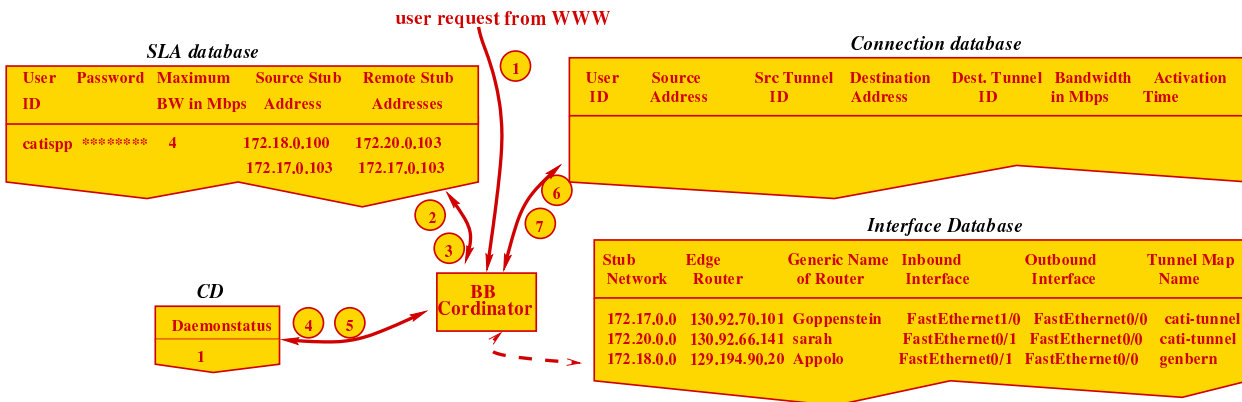 user request from WWW
SLA database
User Password Maximum Source Stub Remote Stub
ID BW in Mbps Address Addresses
catispp ******** 4 172.18.0.100 172.20.0.103
172.17.0.103 172.17.0.103
1
Connection database
User Source Src Tunnel Destination Dest. Tunnel Bandwidth Activation
ID Address ID Address ID in Mbps Time
2
3
6
7
Interface Database
Stub Edge Generic Name Inbound Outbound Tunnel Map
Network Router of Router Interface Interface Name
172.17.0.0 130.92.70.101 Goppenstein FastEthernet1/0 FastEthernet0/0 cati-tunnel
172.20.0.0 130.92.66.141 sarah FastEthernet0/1 FastEthernet0/0 cati-tunnel
172.18.0.0 129.194.90.20 Appolo FastEthernet0/1 FastEthernet0/0 genbern
BB
Cordinator
CD
Daemonstatus
1
4
5